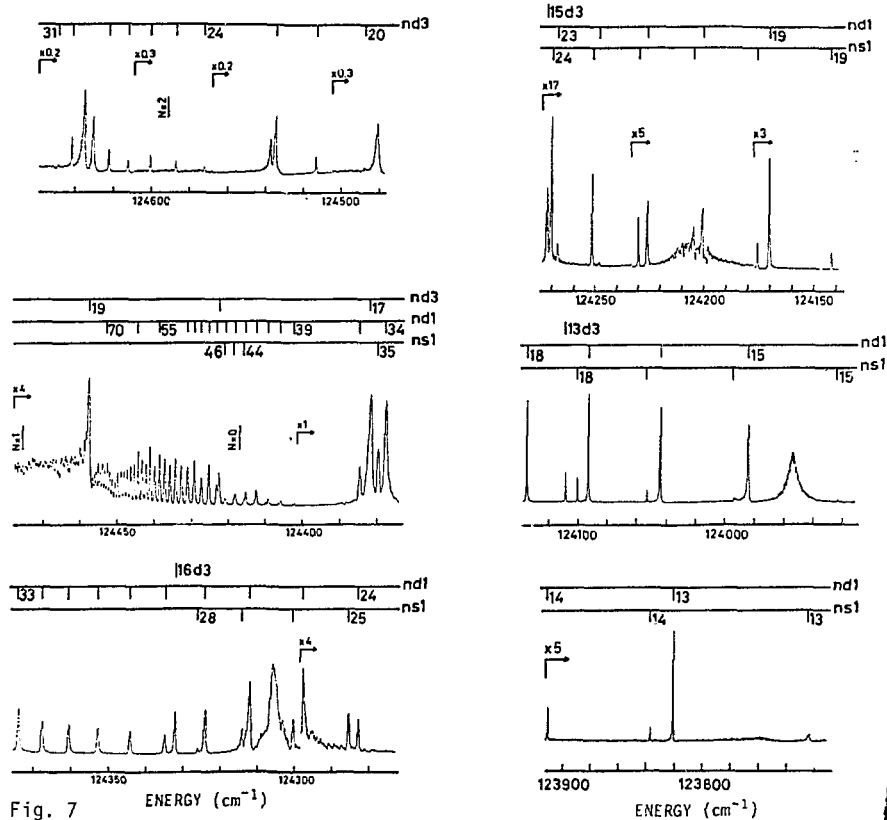 31 24 20 nd3
x0.2 x0.3 x0.2 x0.3
N=2
124600 124500
19 17 nd3
70 55 39 34 nd1
46 44 35 ns1
x4 x1
N=1 N=0
124450 124400
16d3
33 24 nd1
28 25 ns1
x4
124350 124300
Fig. 7 ENERGY (cm⁻¹)
15d3
23 19 nd1
24 19 ns1
x17 x5 x3
124250 124200 124150
13d3
18 15 nd1
18 15 ns1
124100 124000
14 13 nd1
14 13 ns1
x5
123900 123800
ENERGY (cm⁻¹)